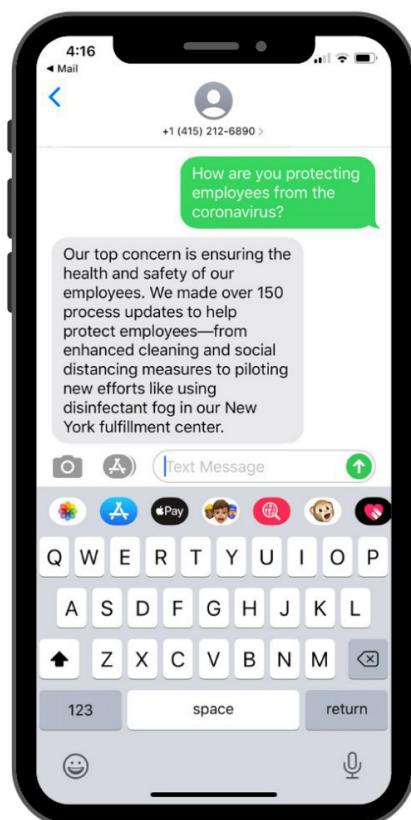 4:16
Mail
+1 (415) 212-6890 >
How are you protecting
employees from the
coronavirus?
Our top concern is ensuring the
health and safety of our
employees. We made over 150
process updates to help
protect employees—from
enhanced cleaning and social
distancing measures to piloting
new efforts like using
disinfectant fog in our New
York fulfillment center.
Text Message
Pay
Q W E R T Y U I O P
A S D F G H J K L
Z X C V B N M
123 space return